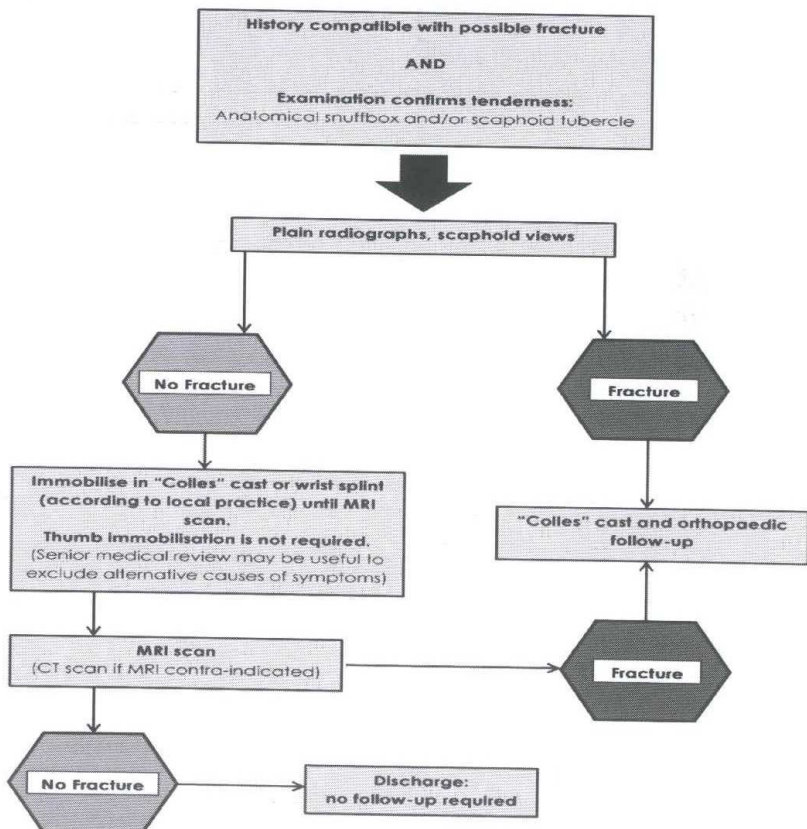 History compatible with possible fracture
AND
Examination confirms tenderness:
Anatomical snuffbox and/or scaphoid tubercle
Plain radiographs, scaphoid views
No Fracture
Fracture
Immobilise in "Colles" cast or wrist splint
(according to local practice) until MRI
scan.
Thumb immobilisation is not required.
(Senior medical review may be useful to
exclude alternative causes of symptoms)
"Colles" cast and orthopaedic
follow-up
MRI scan
(CT scan if MRI contra-indicated)
Fracture
No Fracture
Discharge:
no follow-up required